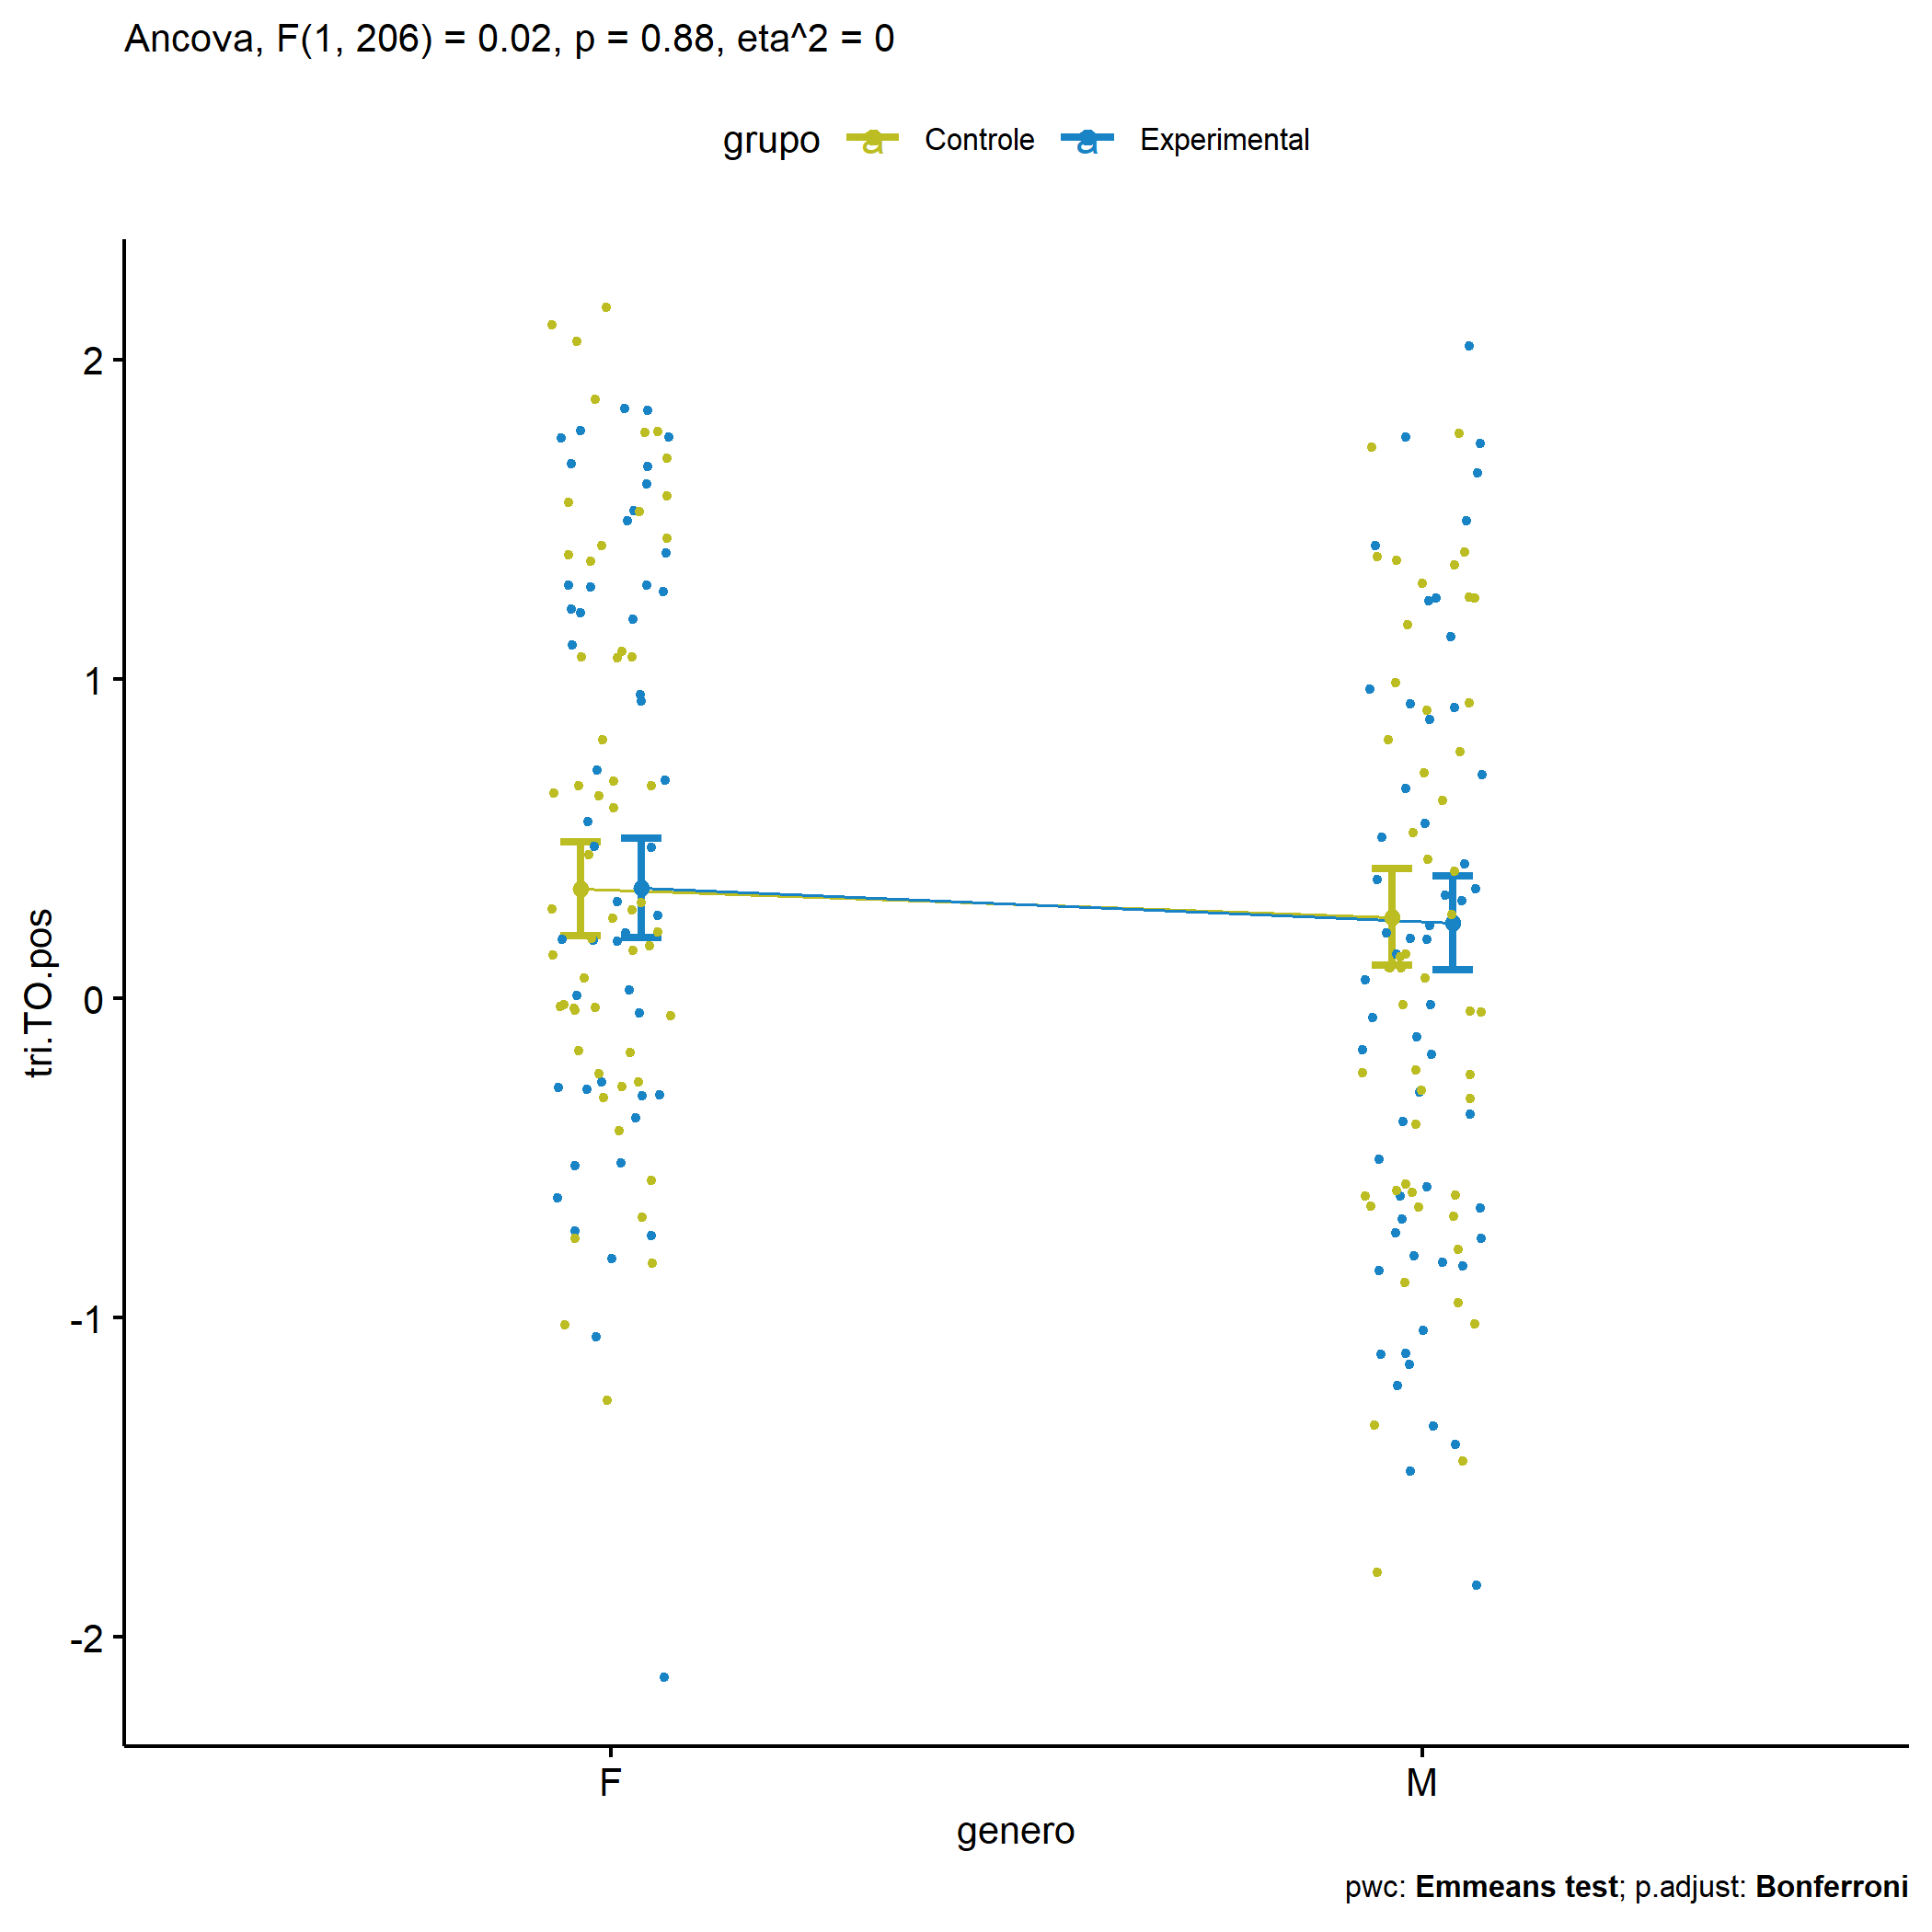 Ancova, F(1, 206) = 0.02, p = 0.88, eta^2 = 0
grupo a Controle a Experimental
2
1
0
-1
-2
tri.TO.pos
F M
genero
pwc: Emmeans test; p.adjust: Bonferroni